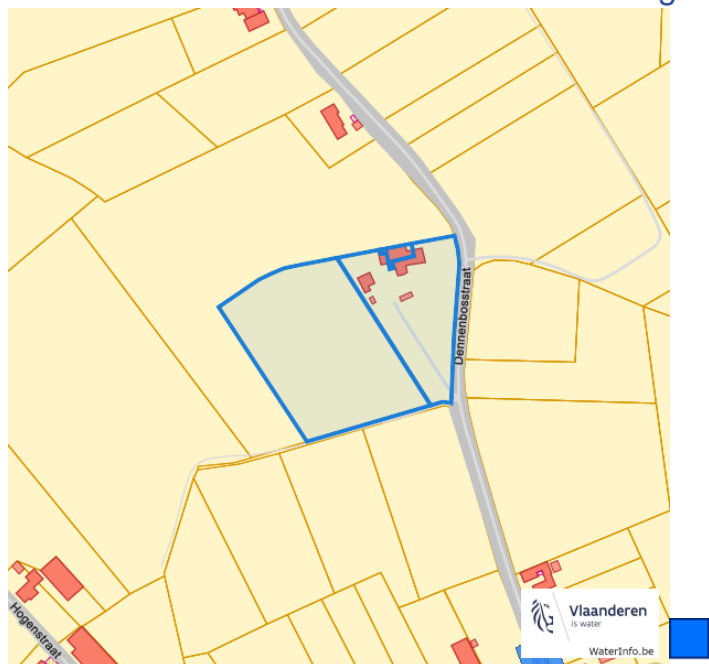 g
Dennenbosstraat
Hogenstraat
Vlaanderen
is water
WaterInfo.be